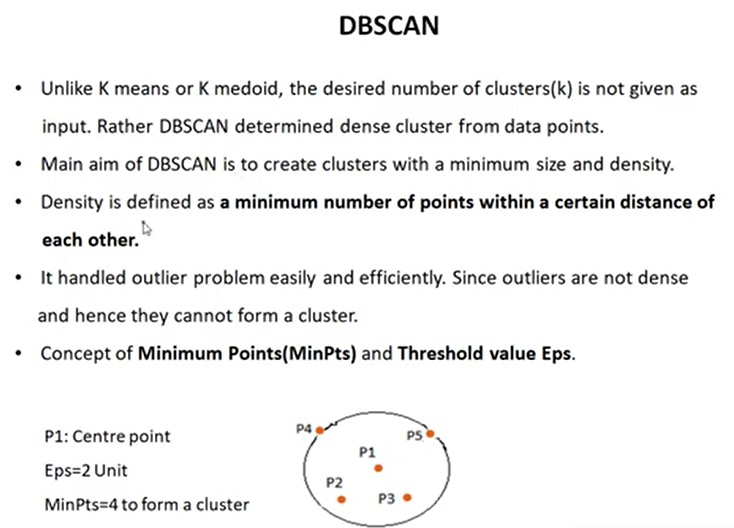 DBSCAN
• Unlike K means or K medoid, the desired number of clusters(k) is not given as
input. Rather DBSCAN determined dense cluster from data points.
• Main aim of DBSCAN is to create clusters with a minimum size and density.
• Density is defined as a minimum number of points within a certain distance of
each other.
• It handled outlier problem easily and efficiently. Since outliers are not dense
and hence they cannot form a cluster.
• Concept of Minimum Points(MinPts) and Threshold value Eps.
P1: Centre point
Eps=2 Unit
MinPts=4 to form a cluster
P4
P5
P1
P2
P3